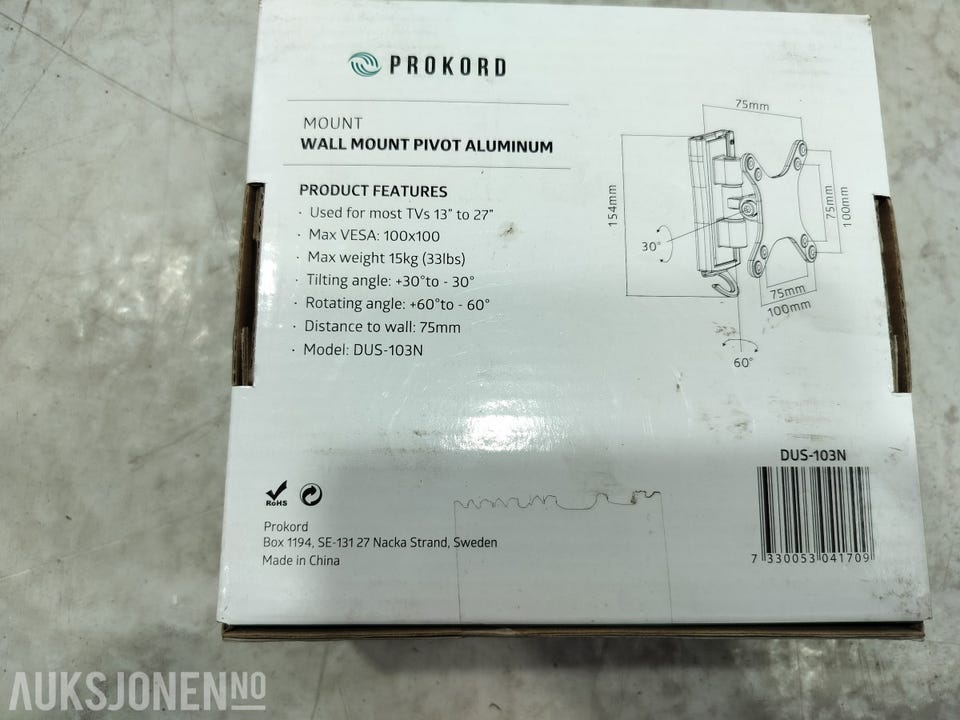 PROKORD
MOUNT
WALL MOUNT PIVOT ALUMINUM
PRODUCT FEATURES
· Used for most TVs 13" to 27"
· Max VESA: 100x100
· Max weight 15kg (33lbs)
· Tilting angle: +30°to - 30°
· Rotating angle: +60°to - 60°
· Distance to wall: 75mm
· Model: DUS-103N
75mm
154mm
75mm
100mm
30°
75mm
100mm
60°
DUS-103N
7 330053 041709
RoHS
Prokord
Box 1194, SE-131 27 Nacka Strand, Sweden
Made in China
AUKSJONEN.NO